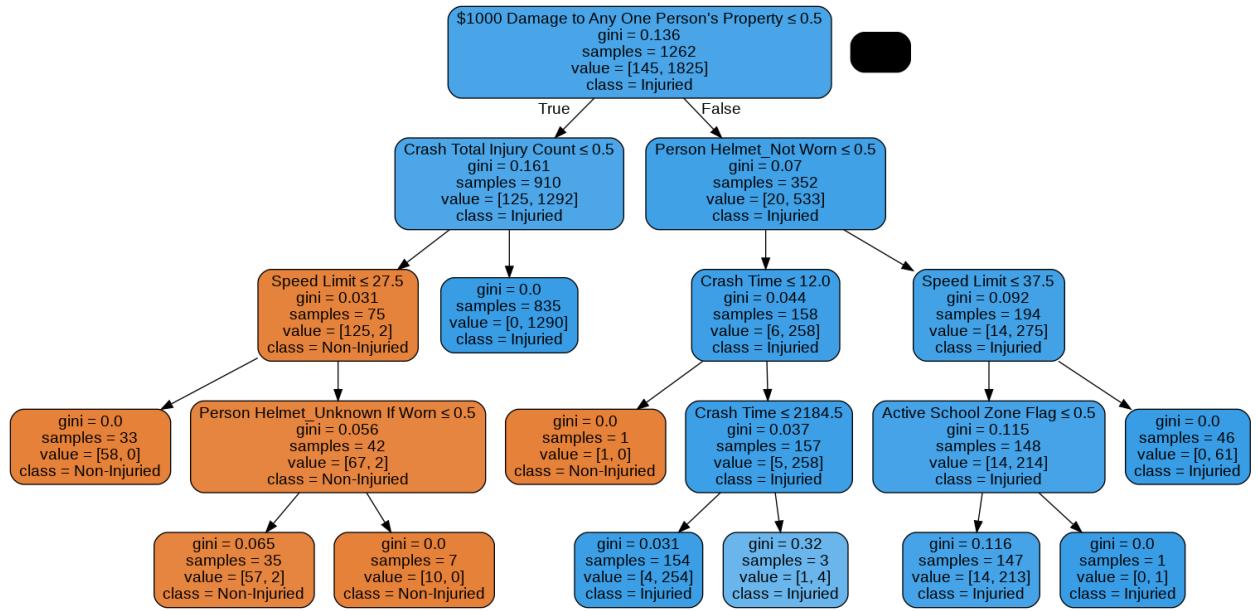 $1000 Damage to Any One Person's Property ≤ 0.5
gini = 0.136
samples = 1262
value = [145, 1825]
class = Injuried
True
False
Crash Total Injury Count ≤ 0.5
gini = 0.161
samples = 910
value = [125, 1292]
class = Injuried
Person Helmet_Not Worn ≤ 0.5
gini = 0.07
samples = 352
value = [20, 533]
class = Injuried
Speed Limit ≤ 27.5
gini = 0.031
samples = 75
value = [125, 2]
class = Non-Injuried
gini = 0.0
samples = 835
value = [0, 1290]
class = Injuried
Crash Time ≤ 12.0
gini = 0.044
samples = 158
value = [6, 258]
class = Injuried
Speed Limit ≤ 37.5
gini = 0.092
samples = 194
value = [14, 275]
class = Injuried
gini = 0.0
samples = 33
value = [58, 0]
class = Non-Injuried
Person Helmet_Unknown If Worn ≤ 0.5
gini = 0.056
samples = 42
value = [67, 2]
class = Non-Injuried
gini = 0.0
samples = 1
value = [1, 0]
class = Non-Injuried
Crash Time ≤ 2184.5
gini = 0.037
samples = 157
value = [5, 258]
class = Injuried
Active School Zone Flag ≤ 0.5
gini = 0.115
samples = 148
value = [14, 214]
class = Injuried
gini = 0.0
samples = 46
value = [0, 61]
class = Injuried
gini = 0.065
samples = 35
value = [57, 2]
class = Non-Injuried
gini = 0.0
samples = 7
value = [10, 0]
class = Non-Injuried
gini = 0.031
samples = 154
value = [4, 254]
class = Injuried
gini = 0.32
samples = 3
value = [1, 4]
class = Injuried
gini = 0.116
samples = 147
value = [14, 213]
class = Injuried
gini = 0.0
samples = 1
value = [0, 1]
class = Injuried